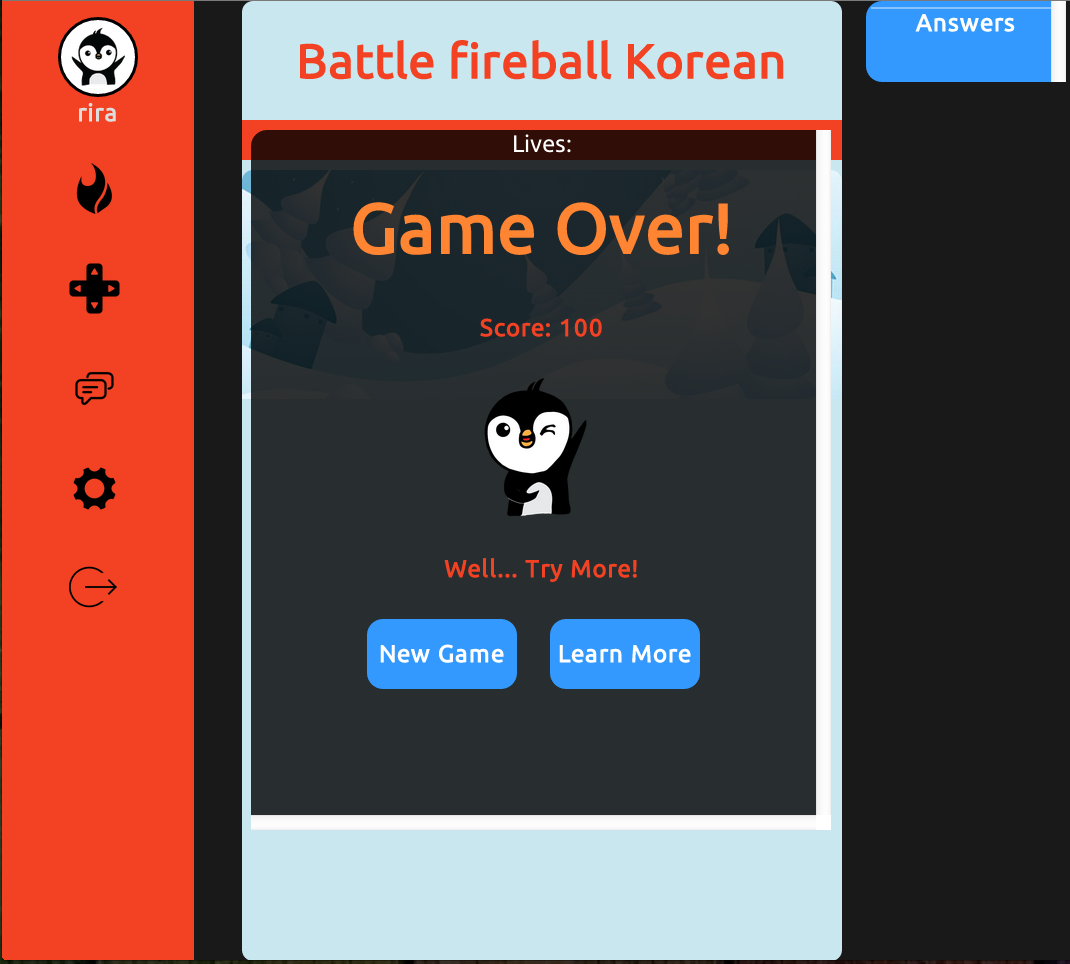 rira
Battle fireball Korean
Lives:
Game Over!
Score: 100
Well... Try More!
New Game
Learn More
Answers